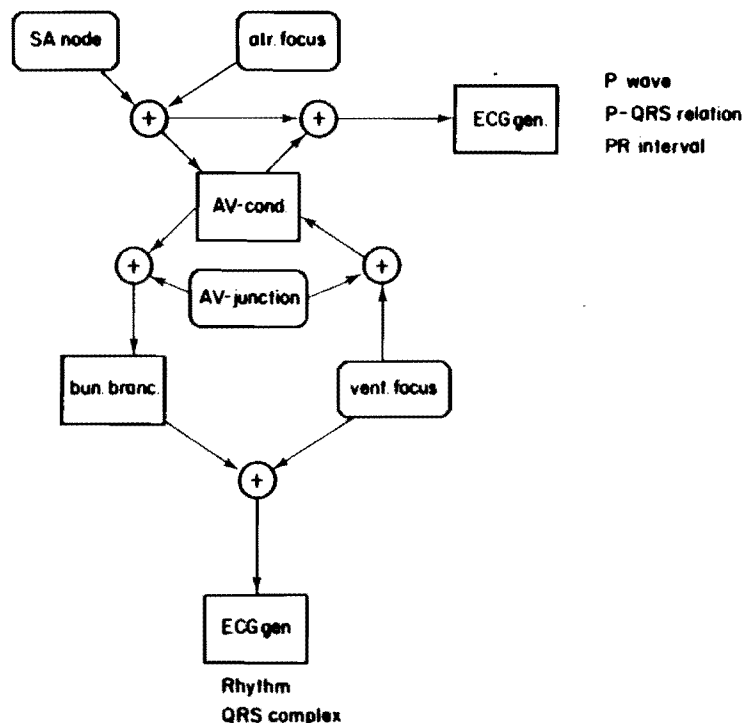 SA node
atr. focus
+
+
ECG gen.
P wave
P-QRS relation
PR interval
AV-cond.
+
AV-junction
+
bun. branc.
vent. focus
+
ECG gen
Rhythm
QRS complex